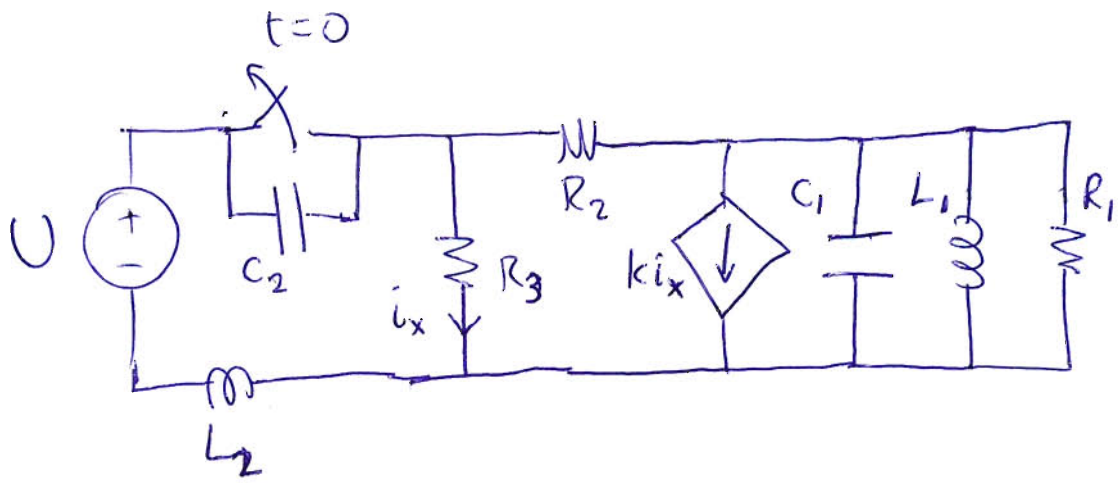 t=0
U
+
−
C₂
R₃
iₓ
R₂
kiₓ
C₁
L₁
R₁
L₂